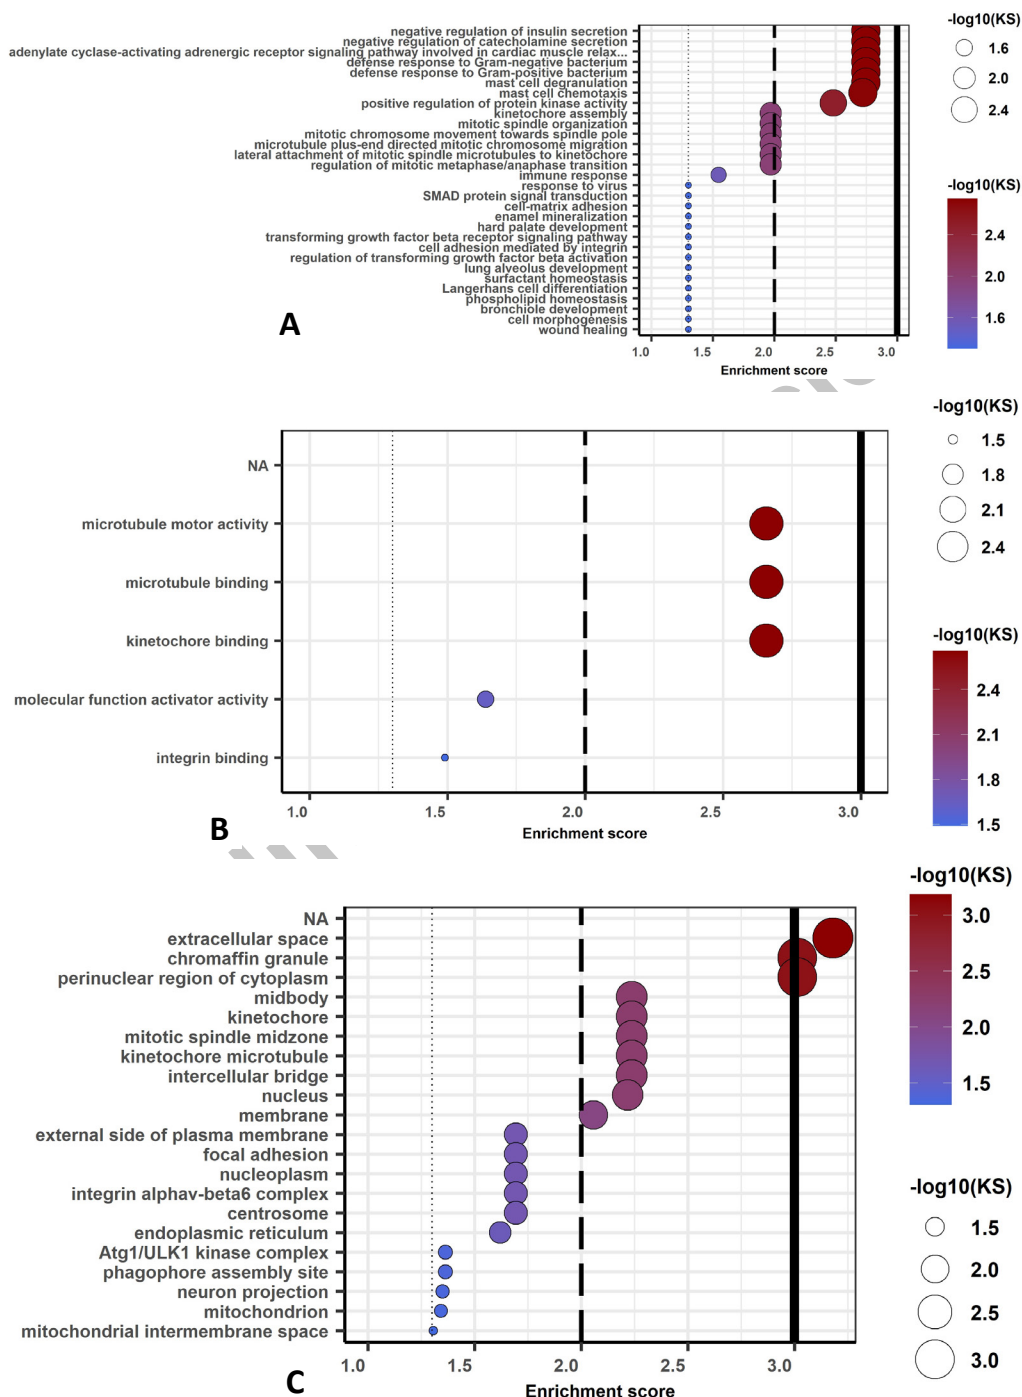 negative regulation of insulin secretion
negative regulation of catecholamine secretion
adenylate cyclase-activating adrenergic receptor signaling pathway involved in cardiac muscle relax...
defense response to Gram-negative bacterium
defense response to Gram-positive bacterium
mast cell degranulation
mast cell chemotaxis
positive regulation of protein kinase activity
kinetochore assembly
mitotic spindle organization
mitotic chromosome movement towards spindle pole
microtubule plus-end directed mitotic chromosome migration
lateral attachment of mitotic spindle microtubules to kinetochore
regulation of mitotic metaphase/anaphase transition
immune response
response to virus
SMAD protein signal transduction
cell-matrix adhesion
enamel mineralization
hard palate development
transforming growth factor beta receptor signaling pathway
cell adhesion mediated by integrin
regulation of transforming growth factor beta activation
lung alveolus development
surfactant homeostasis
Langerhans cell differentiation
phospholipid homeostasis
bronchiole development
cell morphogenesis
wound healing
1.0 1.5 2.0 2.5 3.0
Enrichment score
A
-log10(KS)
1.6
2.0
2.4
-log10(KS)
2.4
2.0
1.6
NA
microtubule motor activity
microtubule binding
kinetochore binding
molecular function activator activity
integrin binding
1.0 1.5 2.0 2.5 3.0
Enrichment score
B
-log10(KS)
1.5
1.8
2.1
2.4
-log10(KS)
2.4
2.1
1.8
1.5
NA
extracellular space
chromaffin granule
perinuclear region of cytoplasm
midbody
kinetochore
mitotic spindle midzone
kinetochore microtubule
intercellular bridge
nucleus
membrane
external side of plasma membrane
focal adhesion
nucleoplasm
integrin alphav-beta6 complex
centrosome
endoplasmic reticulum
Atg1/ULK1 kinase complex
phagophore assembly site
neuron projection
mitochondrion
mitochondrial intermembrane space
1.0 1.5 2.0 2.5 3.0
Enrichment score
C
-log10(KS)
3.0
2.5
2.0
1.5
-log10(KS)
1.5
2.0
2.5
3.0